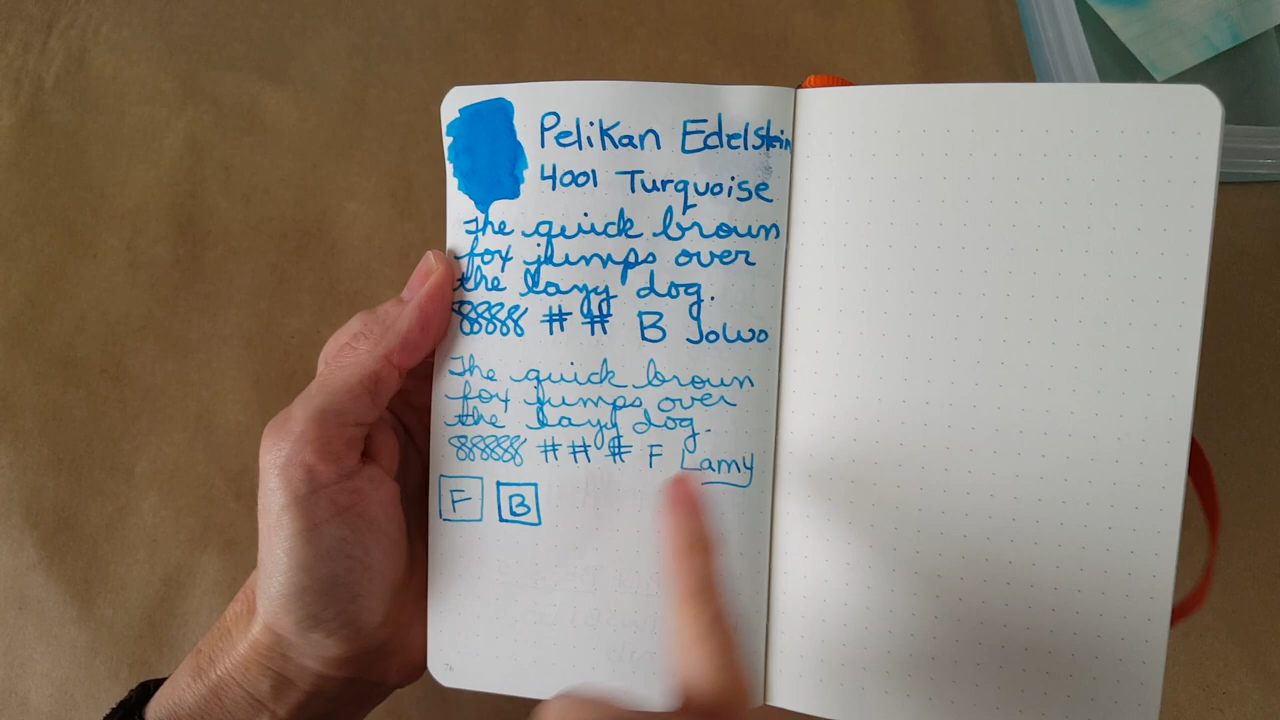 Pelikan Edelstein
4001 Turquoise
The quick brown
fox jumps over
the lazy dog.
8888 # # B Jowo
The quick brown
fox jumps over
the lazy dog.
88888 # # # F Lamy
F B